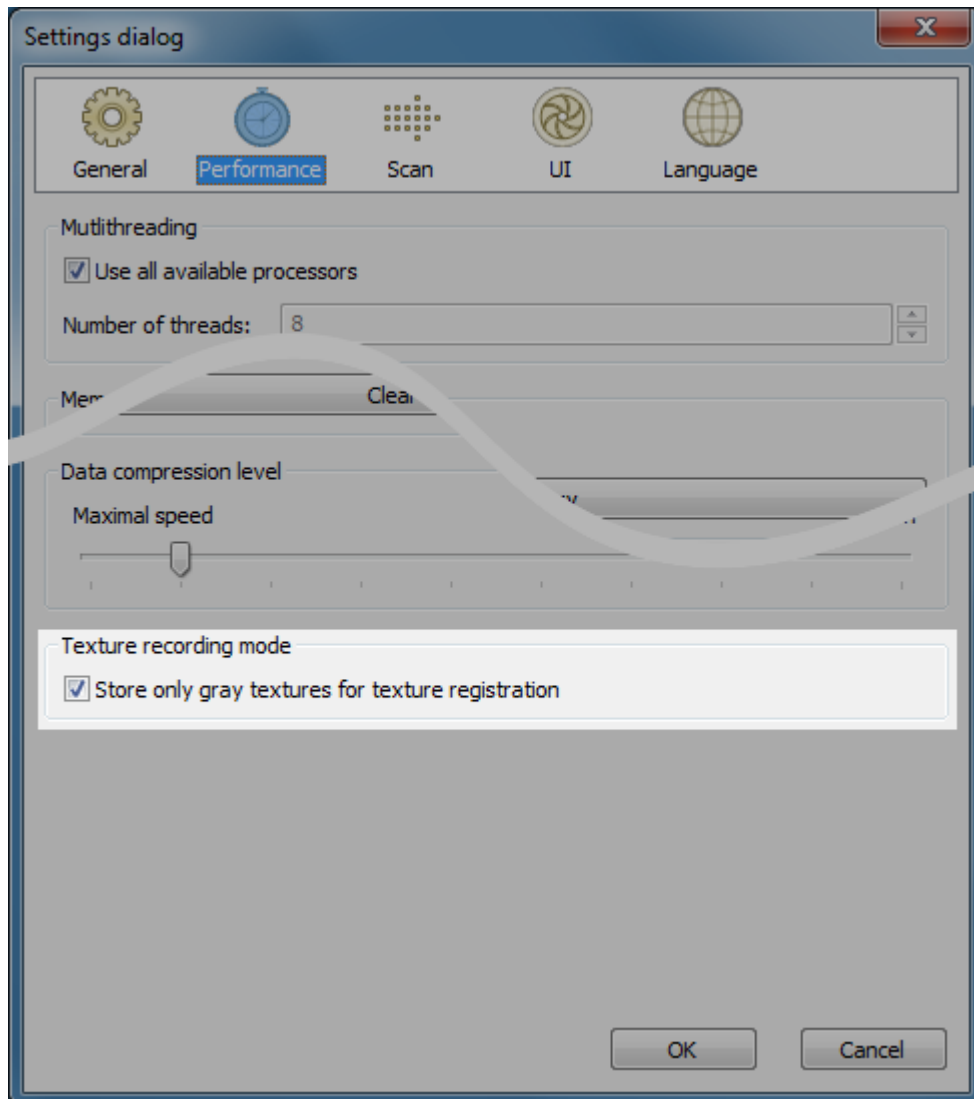 Settings dialog
General Performance Scan UI Language
Mutlithreading
Use all available processors
Number of threads: 8
Data compression level
Maximal speed
Texture recording mode
Store only gray textures for texture registration
OK Cancel